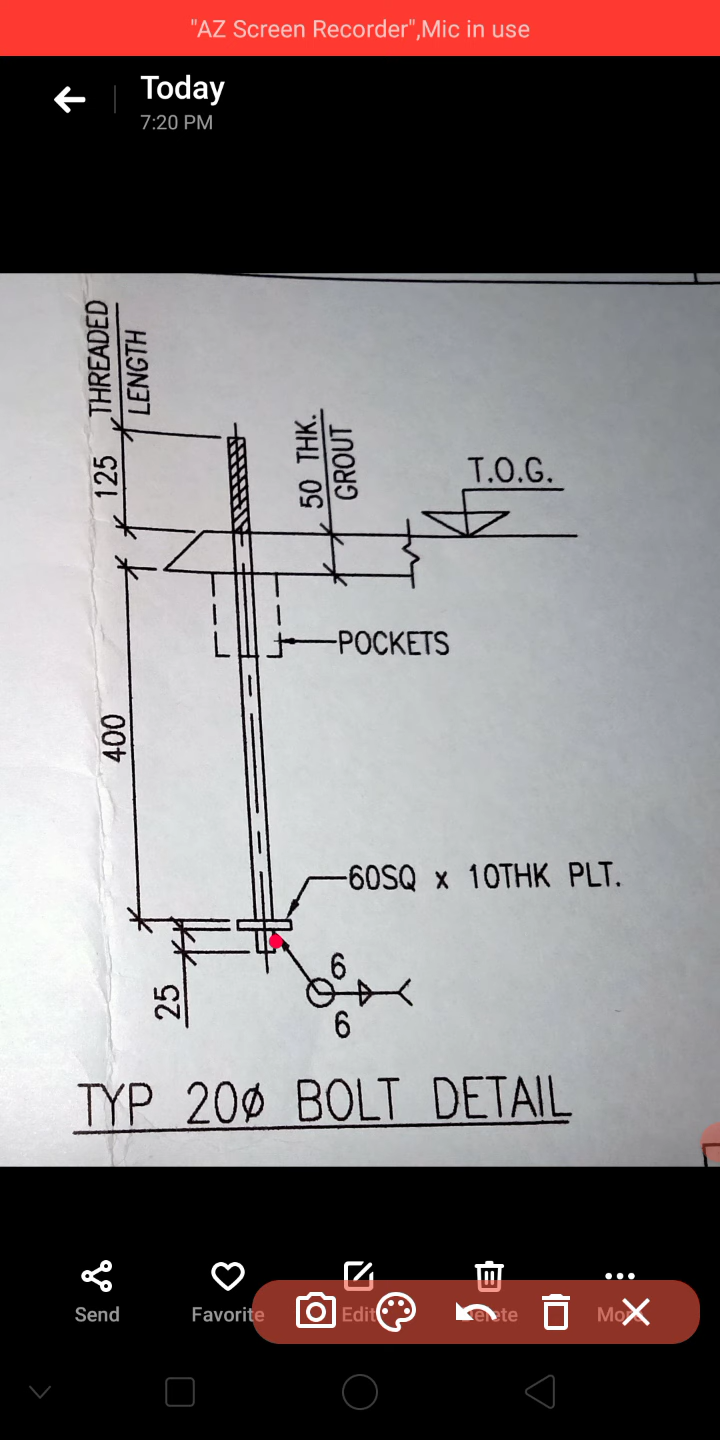 "AZ Screen Recorder",Mic in use
Today
7:20 PM
THREADED
LENGTH
125
50 THK.
GROUT
T.O.G.
POCKETS
400
60SQ x 10THK PLT.
6
6
25
TYP 20ø BOLT DETAIL
Send
Favorite
Edit
Delete
More